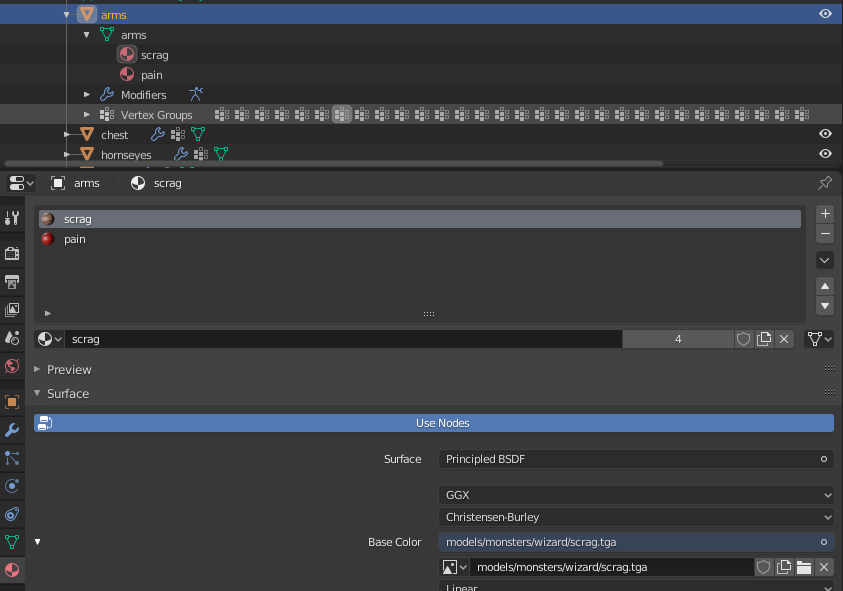 arms
arms
scrag
pain
Modifiers
Vertex Groups
chest
hornseyes
arms scrag
scrag
pain
scrag 4
Preview
Surface
Use Nodes
Surface Principled BSDF
GGX
Christensen-Burley
Base Color models/monsters/wizard/scrag.tga
models/monsters/wizard/scrag.tga
Linear